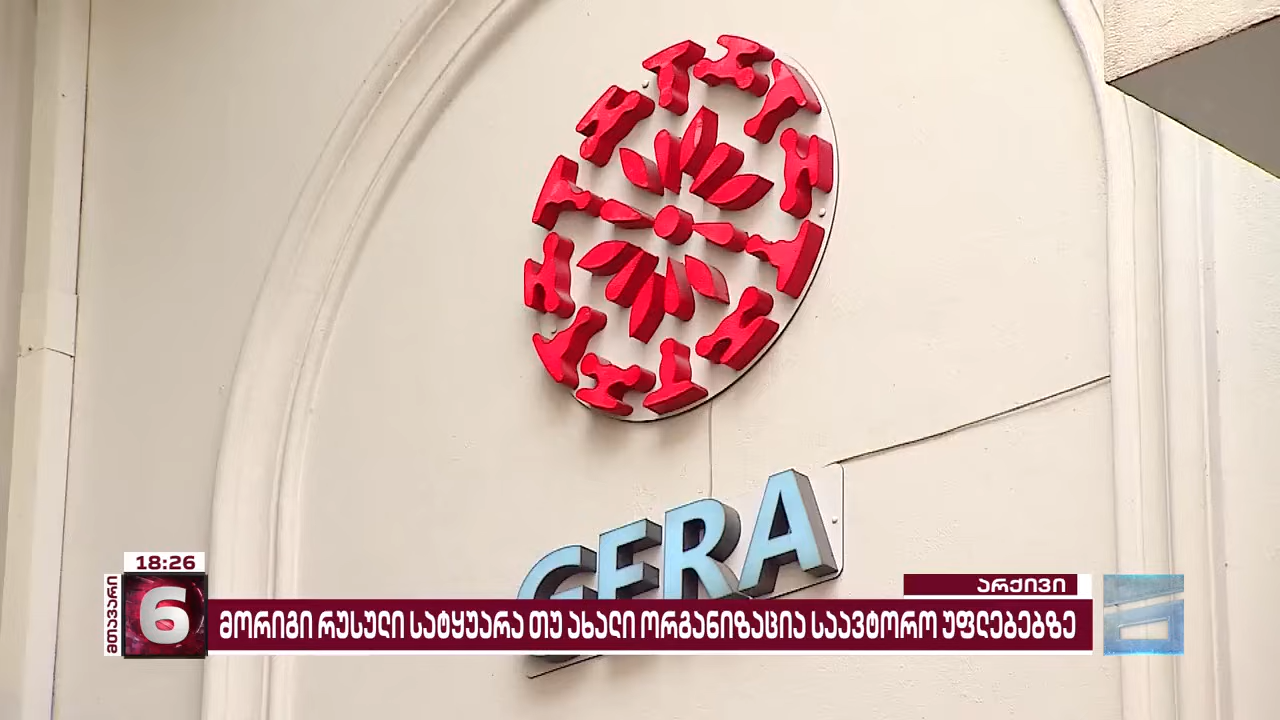 GERA
18:26
არქივი
მთავარი
6
მორიგი რუსული სატყუარა თუ ახალი ორგანიზაცია საავტორო უფლებებზე